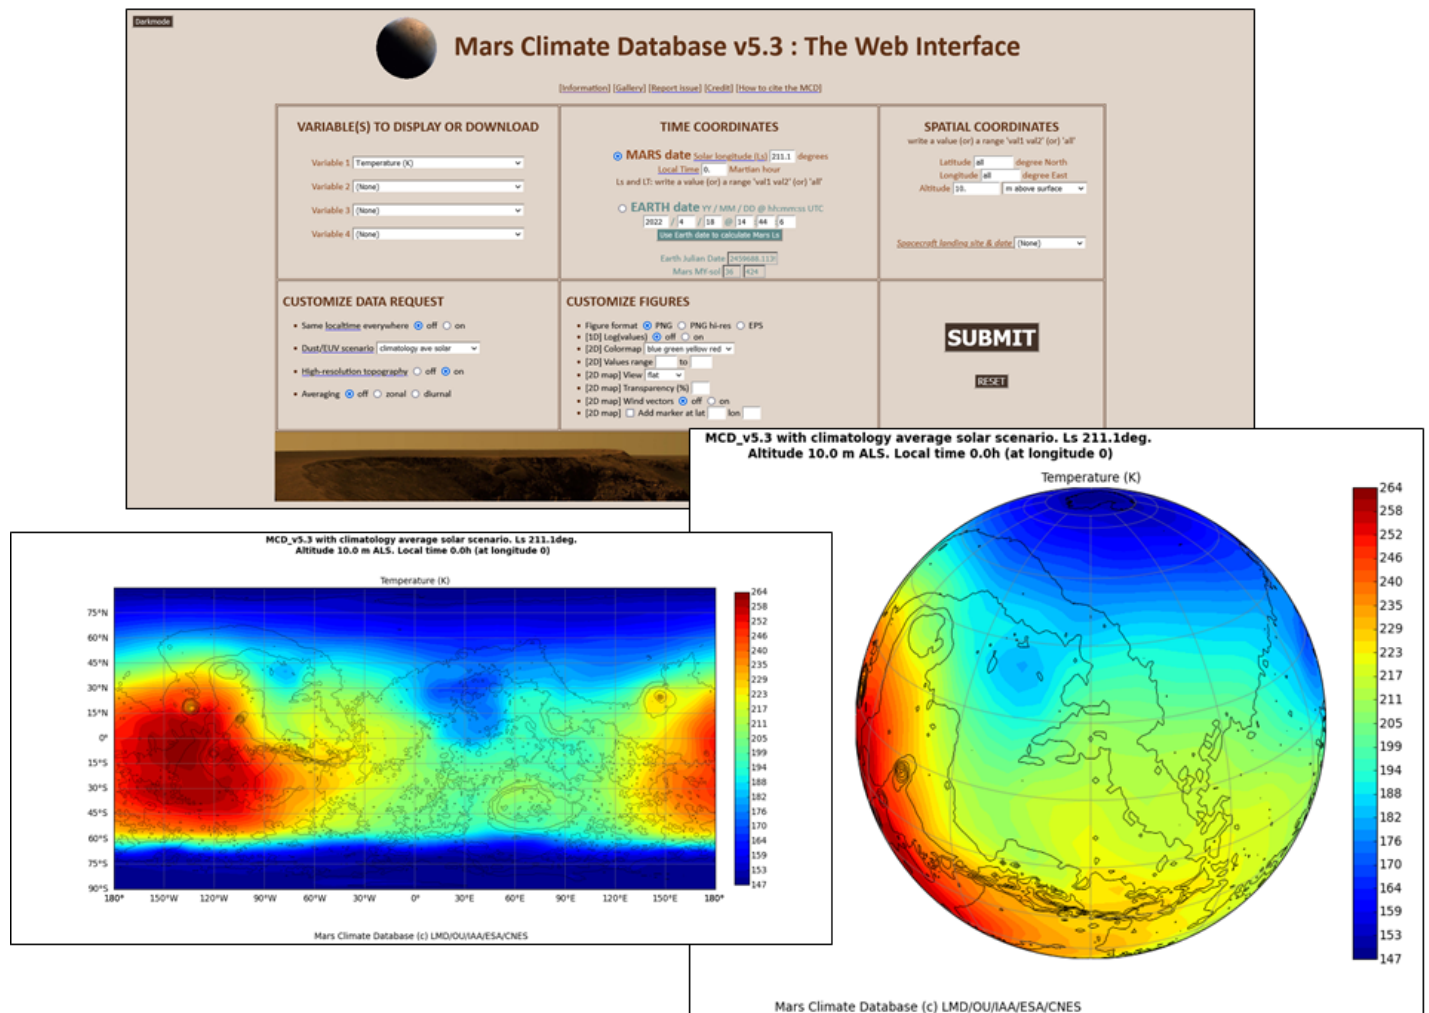 Darkmode
Mars Climate Database v5.3 : The Web Interface
[Information] [Gallery] [Report issue] [Credit] [How to cite the MCD]
VARIABLE(S) TO DISPLAY OR DOWNLOAD
Variable 1 Temperature (K)
Variable 2 (None)
Variable 3 (None)
Variable 4 (None)
TIME COORDINATES
MARS date Solar longitude (Ls) 211.1 degrees
Local Time 0. Martian hour
Ls and LT: write a value (or) a range 'val1 val2' (or) 'all'
EARTH date YY / MM / DD @ hh:mm:ss UTC
2022 / 4 / 18 @ 14 44 6
Use Earth date to calculate Mars Ls
Earth Julian Date
Mars MY-sol 36 424
SPATIAL COORDINATES
write a value (or) a range 'val1 val2' (or) 'all'
Latitude all degree North
Longitude all degree East
Altitude 10. m above surface
Spacecraft landing site & date (None)
CUSTOMIZE DATA REQUEST
• Same localtime everywhere off on
• Dust/EUV scenario climatology ave solar
• High-resolution topography off on
• Averaging off zonal diurnal
CUSTOMIZE FIGURES
• Figure format PNG PNG hi-res EPS
• [1D] Log(values) off on
• [2D] Colormap blue green yellow red
• [2D] Values range to
• [2D map] View flat
• [2D map] Transparency (%)
• [2D map] Wind vectors off on
• [2D map] Add marker at lat lon
SUBMIT
RESET
MCD_v5.3 with climatology average solar scenario. Ls 211.1deg.
Altitude 10.0 m ALS. Local time 0.0h (at longitude 0)
Temperature (K)
264
258
252
246
240
235
229
223
217
211
205
199
194
188
182
176
170
164
159
153
147
Mars Climate Database (c) LMD/OU/IAA/ESA/CNES
MCD_v5.3 with climatology average solar scenario. Ls 211.1deg.
Altitude 10.0 m ALS. Local time 0.0h (at longitude 0)
Temperature (K)
75°N
60°N
45°N
30°N
15°N
0°
15°S
30°S
45°S
60°S
75°S
90°S
180° 150°W 120°W 90°W 60°W 30°W 0° 30°E 60°E 90°E 120°E 150°E 180°
264
258
252
246
240
235
229
223
217
211
205
199
194
188
182
176
170
164
159
153
147
Mars Climate Database (c) LMD/OU/IAA/ESA/CNES